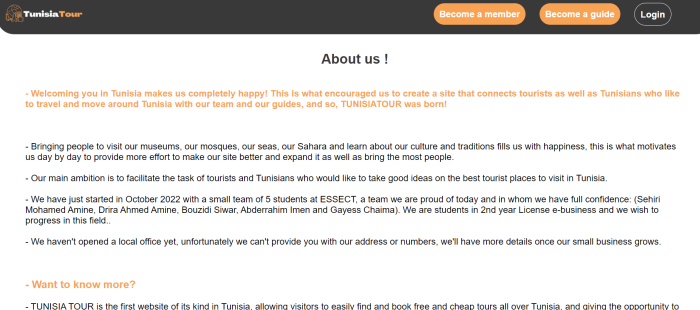 TunisiaTour
Become a member
Become a guide
Login
About us !
- Welcoming you in Tunisia makes us completely happy! This is what encouraged us to create a site that connects tourists as well as Tunisians who like
to travel and move around Tunisia with our team and our guides, and so, TUNISIATOUR was born!
- Bringing people to visit our museums, our mosques, our seas, our Sahara and learn about our culture and traditions fills us with happiness, this is what motivates
us day by day to provide more effort to make our site better and expand it as well as bring the most people.
- Our main ambition is to facilitate the task of tourists and Tunisians who would like to take good ideas on the best tourist places to visit in Tunisia.
- We have just started in October 2022 with a small team of 5 students at ESSECT, a team we are proud of today and in whom we have full confidence: (Sehiri
Mohamed Amine, Drira Ahmed Amine, Bouzidi Siwar, Abderrahim Imen and Gayess Chaima). We are students in 2nd year License e-business and we wish to
progress in this field..
- We haven't opened a local office yet, unfortunately we can't provide you with our address or numbers, we'll have more details once our small business grows.
- Want to know more?
- TUNISIA TOUR is the first website of its kind in Tunisia, allowing visitors to easily find and book free and cheap tours all over Tunisia, and giving the opportunity to